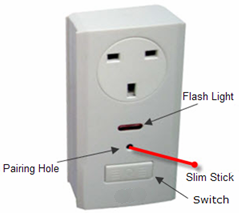 Flash Light
Pairing Hole
Slim Stick
Switch